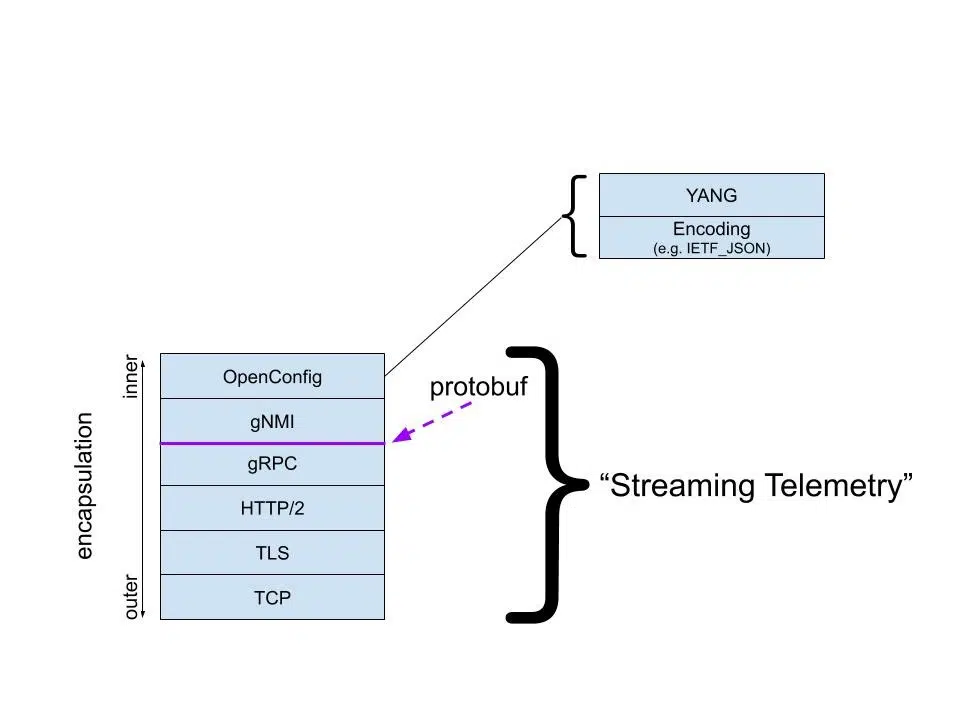 YANG
Encoding
(e.g. IETF_JSON)
inner
OpenConfig
protobuf
gNMI
encapsulation
gRPC
“Streaming Telemetry”
HTTP/2
TLS
outer
TCP